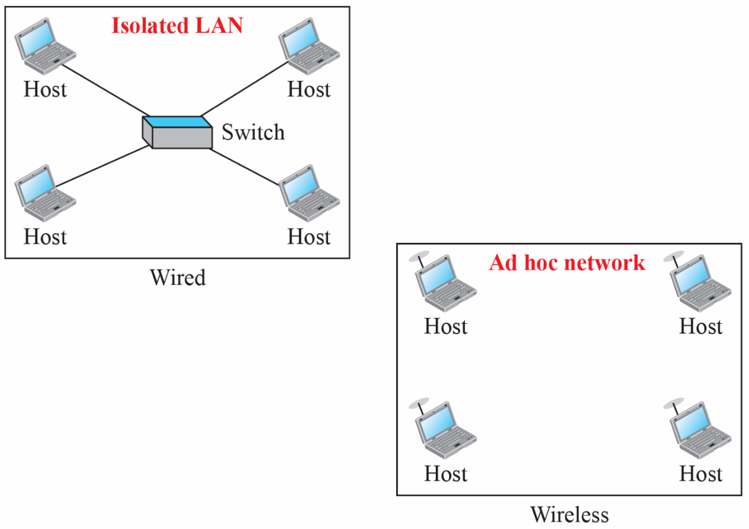 Isolated LAN
Host
Host
Switch
Host
Host
Wired
Ad hoc network
Host
Host
Host
Host
Wireless